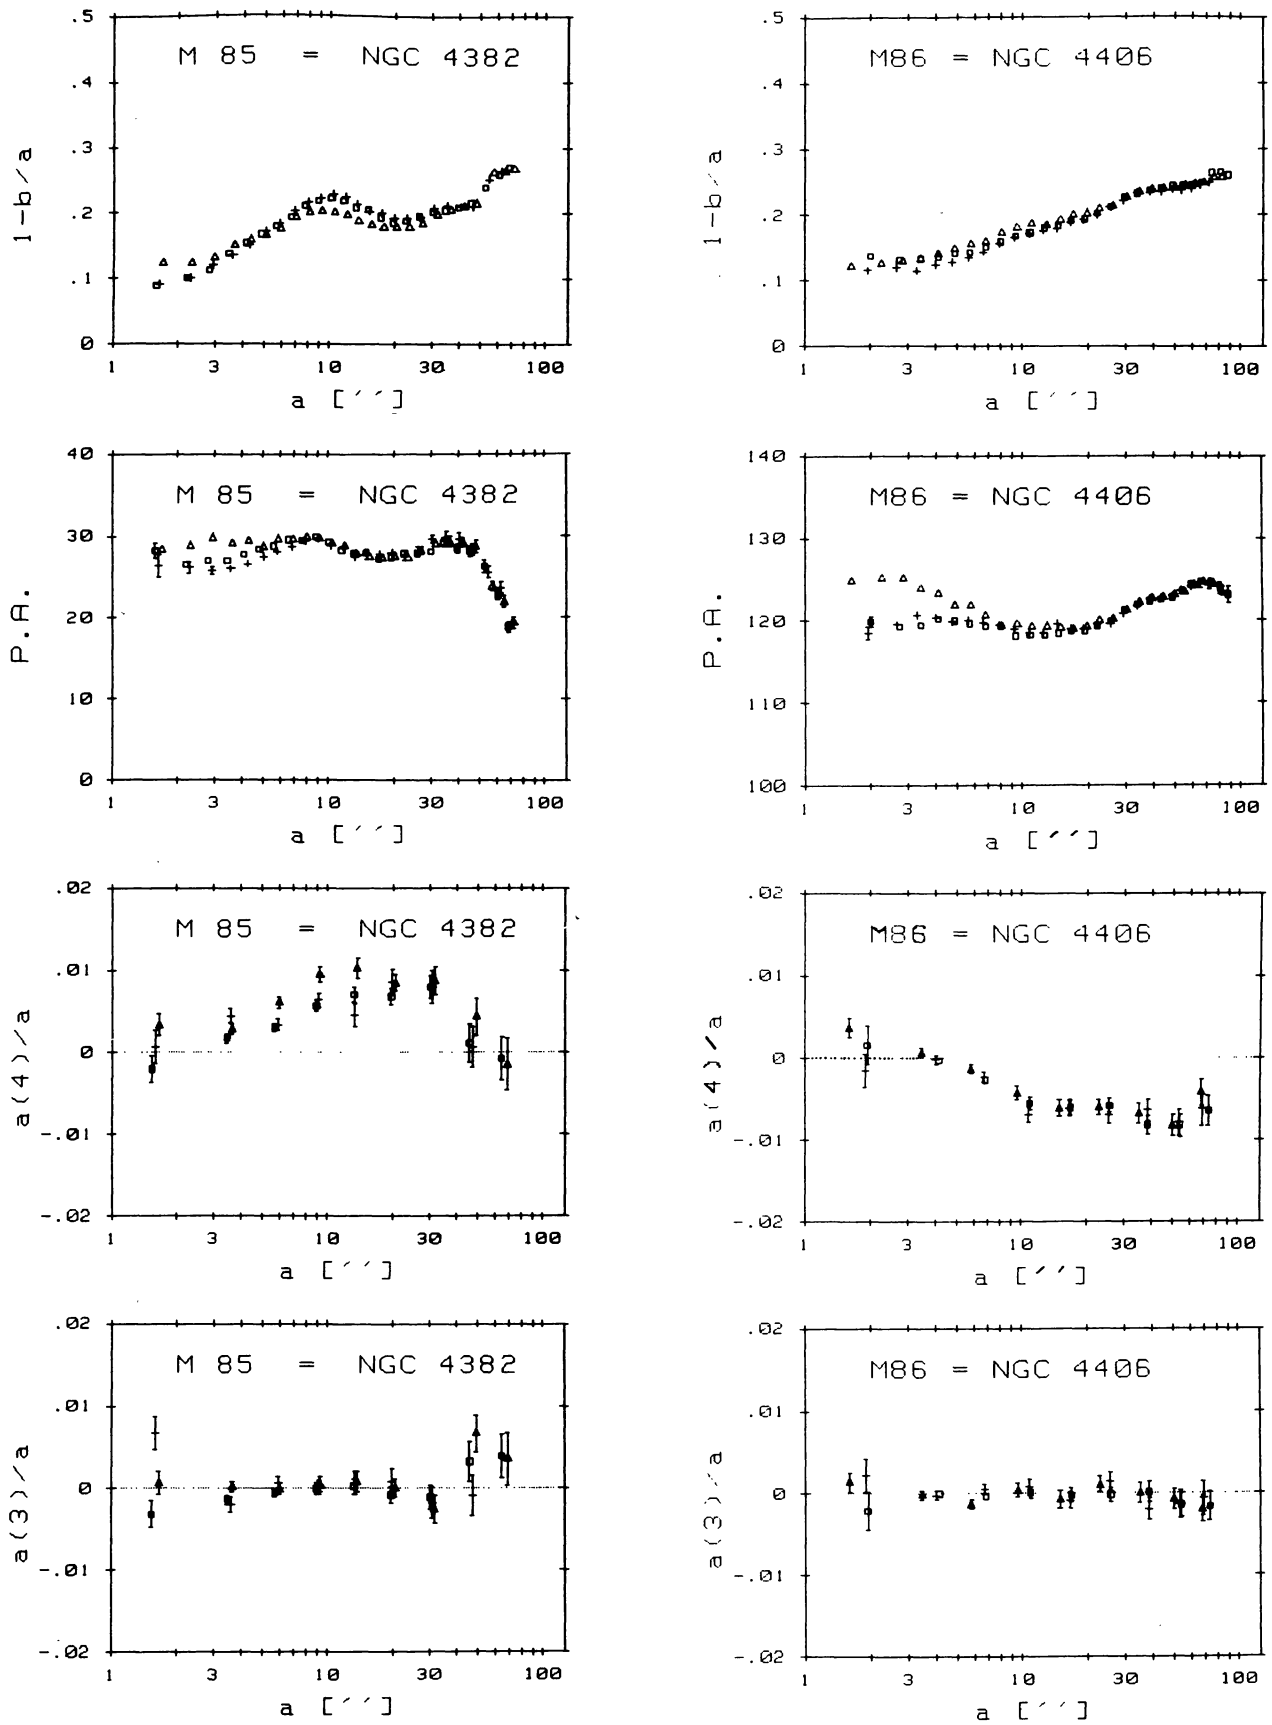 .5
.4
.3
.2
.1
0
M 85 = NGC 4382
1-b/a
1 3 10 30 100
a [´´]
.5
.4
.3
.2
.1
0
M86 = NGC 4406
1-b/a
1 3 10 30 100
a [´´]
40
30
20
10
0
M 85 = NGC 4382
P.A.
1 3 10 30 100
a [´´]
140
130
120
110
100
M86 = NGC 4406
P.A.
1 3 10 30 100
a [´´]
.02
.01
0
-.01
-.02
M 85 = NGC 4382
a(4)/a
1 3 10 30 100
a [´´]
.02
.01
0
-.01
-.02
M86 = NGC 4406
a(4)/a
1 3 10 30 100
a [´´]
.02
.01
0
-.01
-.02
M 85 = NGC 4382
a(3)/a
1 3 10 30 100
a [´´]
.02
.01
0
-.01
-.02
M86 = NGC 4406
a(3)/a
1 3 10 30 100
a [´´]